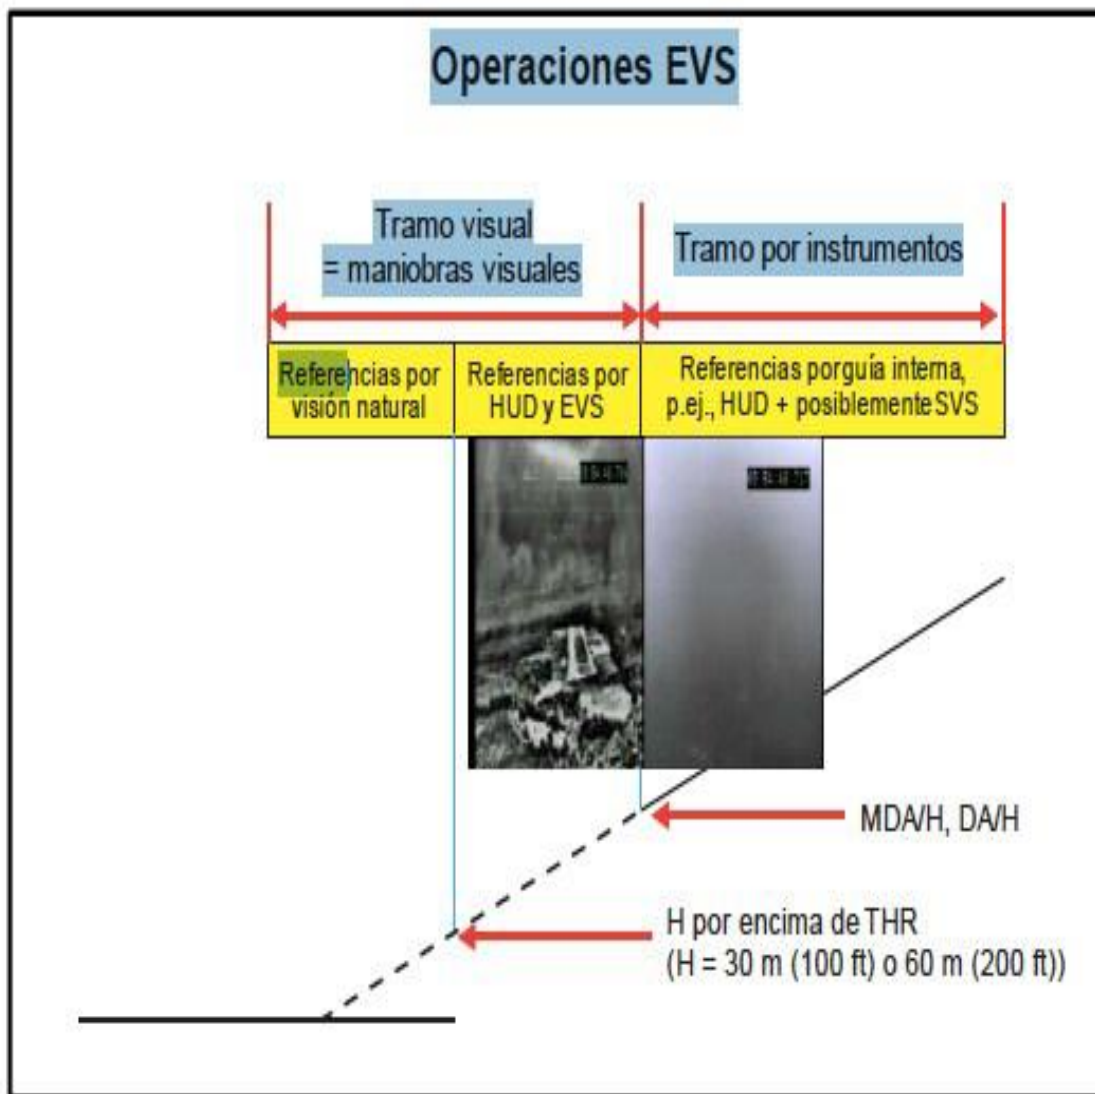 Operaciones EVS
Tramo visual
= maniobras visuales
Tramo por instrumentos
Referencias por
visión natural
Referencias por
HUD y EVS
Referencias porguía interna,
p.ej., HUD + posiblemente SVS
MDA/H, DA/H
H por encima de THR
(H = 30 m (100 ft) o 60 m (200 ft))